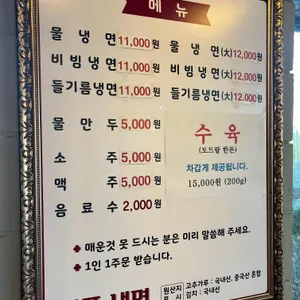 메뉴
물냉면 11,000원 물냉면(大) 12,000원
비빔냉면 11,000원 비빔냉면(大) 12,000원
들기름냉면 11,000원 들기름냉면(大) 12,000원
물만두 5,000원
수육
(도드람 한돈)
소주 5,000원
차갑게 제공됩니다.
맥주 5,000원
15,000원 (200g)
음료수 2,000원
매운것 못 드시는 분은 미리 말씀해 주세요.
1인 1주문 받습니다.
냉면
원산지 고추가루 : 국내산, 중국산 혼합
표시 김치 : 국내산